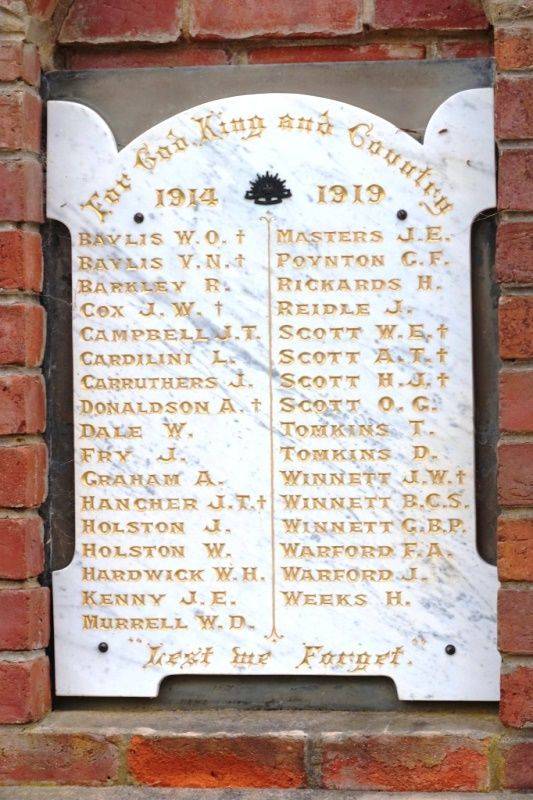 For God, King and Country
1914 1919
BAYLIS W.O. †
BAYLIS V.N. †
BARKLEY R.
COX J.W. †
CAMPBELL J.T.
CARDILINI L.
CARRUTHERS J.
DONALDSON A. †
DALE W.
FRY J.
GRAHAM A.
HANCHER J.T. †
HOLSTON J.
HOLSTON W.
HARDWICK W.H.
KENNY J.E.
MURRELL W.D.
MASTERS J.E.
POYNTON G.F.
RICKARDS H.
REIDLE J.
SCOTT W.E. †
SCOTT A.T. †
SCOTT H.J. †
SCOTT O.G.
TOMKINS T.
TOMKINS D.
WINNETT J.W. †
WINNETT B.C.S.
WINNETT G.B.P.
WARFORD F.A.
WARFORD J.
WEEKS H.
"Lest we Forget."